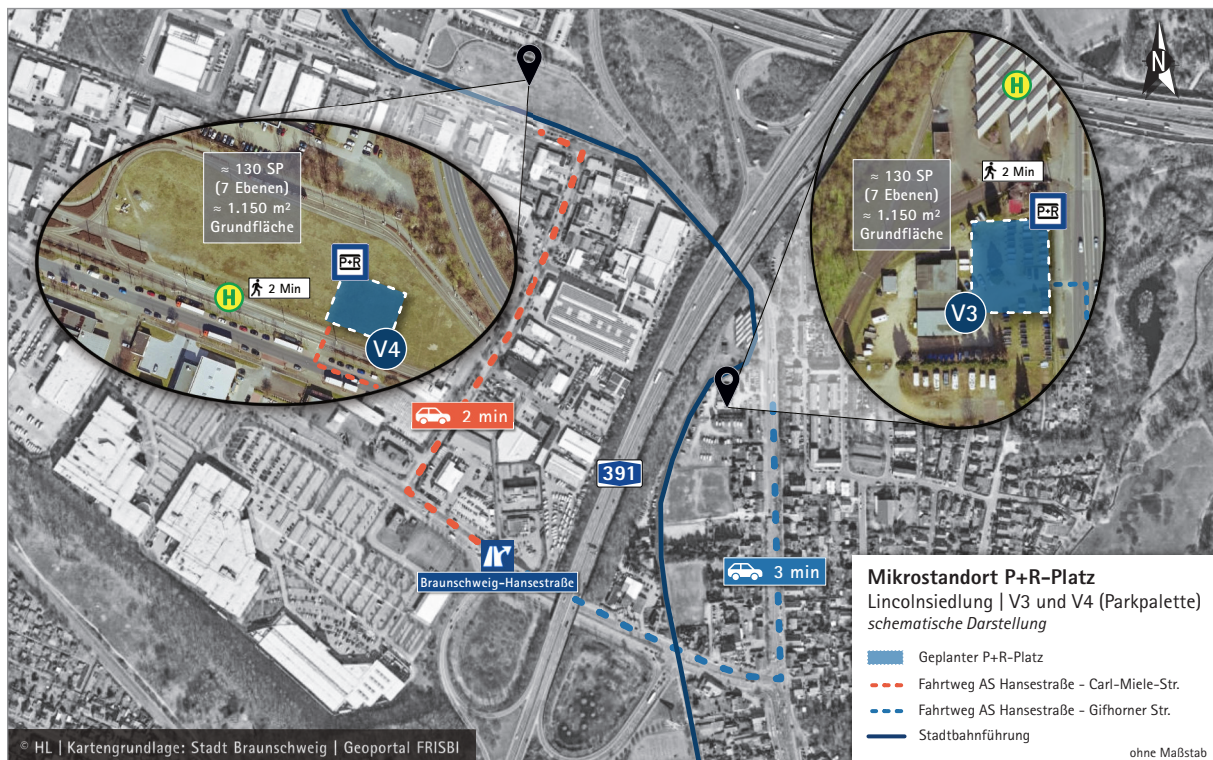 N
≈ 130 SP
(7 Ebenen)
≈ 1.150 m²
Grundfläche
P+R
H
2 Min
V4
≈ 130 SP
(7 Ebenen)
≈ 1.150 m²
Grundfläche
H
2 Min
P+R
V3
2 min
391
Braunschweig-Hansestraße
3 min
Mikrostandort P+R-Platz
Lincolnsiedlung | V3 und V4 (Parkpalette)
schematische Darstellung
Geplanter P+R-Platz
Fahrtweg AS Hansestraße - Carl-Miele-Str.
Fahrtweg AS Hansestraße - Gifhorner Str.
Stadtbahnführung
ohne Maßstab
© HL | Kartengrundlage: Stadt Braunschweig | Geoportal FRISBI